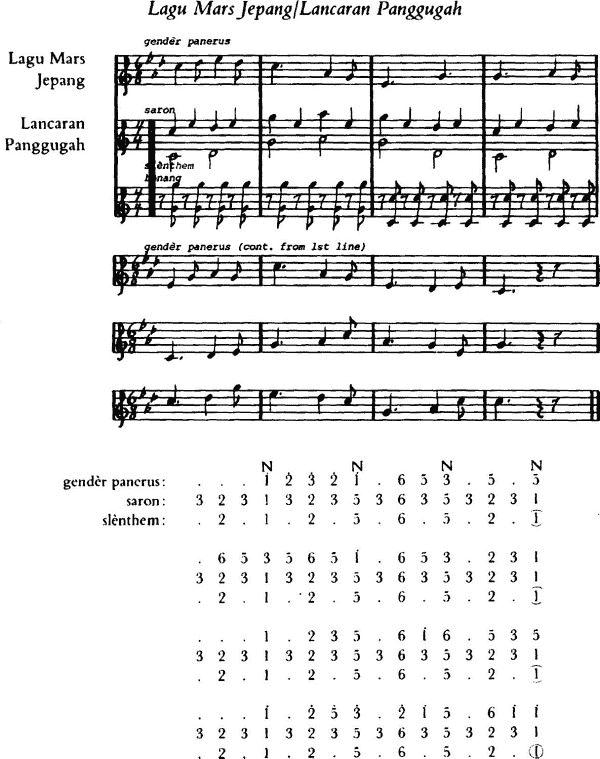 Lagu Mars Jepang/Lancaran Panggugah
gendèr panerus
Lagu Mars
Jepang
saron
Lancaran
Panggugah
slènthem
bonang
gendèr panerus (cont. from 1st line)
N N N N
gendèr panerus: . . . 1̇ 2̇ 3̇ 2̇ 1̇ . 6 5 3 . 5 . 5
saron: 3 2 3 1 3 2 3 5 3 6 3 5 3 2 3 1
slènthem: . 2 . 1 . 2 . 5 . 6 . 5 . 2 . 1
. 6 5 3 5 6 5 1̇ . 6 5 3 . 2 3 1
3 2 3 1 3 2 3 5 3 6 3 5 3 2 3 1
. 2 . 1 . 2 . 5 . 6 . 5 . 2 . 1
. . . 1 . 2 3 5 . 6 1̇ 6 . 5 3 5
3 2 3 1 3 2 3 5 3 6 3 5 3 2 3 1
. 2 . 1 . 2 . 5 . 6 . 5 . 2 . 1
. . . 1̇ . 2̇ 5̇ 3̇ . 2̇ 1̇ 5 . 6 1̇ 1̇
3 2 3 1 3 2 3 5 3 6 3 5 3 2 3 1
. 2 . 1 . 2 . 5 . 6 . 5 . 2 . 1